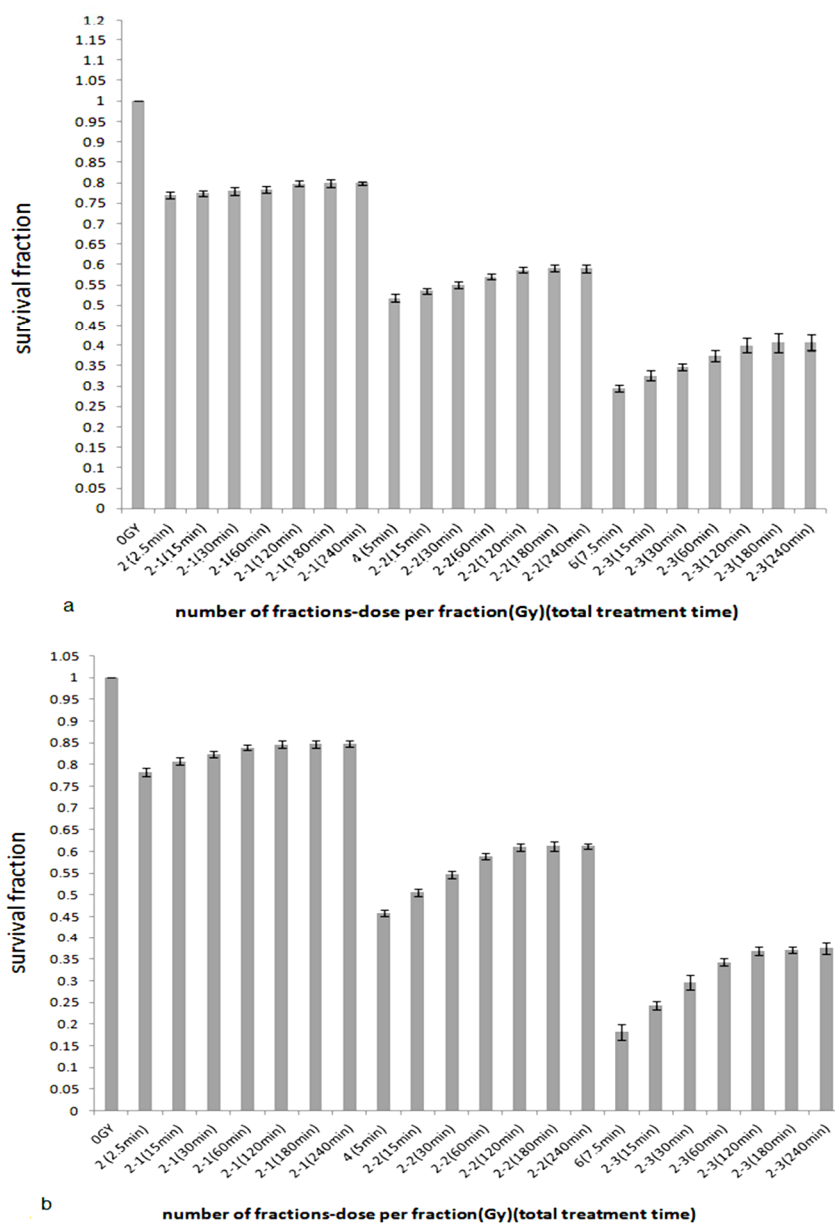 1.2
1.15
1.1
1.05
1
0.95
0.9
0.85
0.8
0.75
0.7
0.65
0.6
0.55
0.5
0.45
0.4
0.35
0.3
0.25
0.2
0.15
0.1
0.05
0
survival fraction
0GY
2 (2.5min)
2-1(15min)
2-1(30min)
2-1(60min)
2-1(120min)
2-1(180min)
2-1(240min)
4 (5min)
2-2(15min)
2-2(30min)
2-2(60min)
2-2(120min)
2-2(180min)
2-2(240min)
6(7.5min)
2-3(15min)
2-3(30min)
2-3(60min)
2-3(120min)
2-3(180min)
2-3(240min)
a
number of fractions-dose per fraction(Gy)(total treatment time)
1.05
1
0.95
0.9
0.85
0.8
0.75
0.7
0.65
0.6
0.55
0.5
0.45
0.4
0.35
0.3
0.25
0.2
0.15
0.1
0.05
0
survival fraction
0GY
2 (2.5min)
2-1(15min)
2-1(30min)
2-1(60min)
2-1(120min)
2-1(180min)
2-1(240min)
4 (5min)
2-2(15min)
2-2(30min)
2-2(60min)
2-2(120min)
2-2(180min)
2-2(240min)
6(7.5min)
2-3(15min)
2-3(30min)
2-3(60min)
2-3(120min)
2-3(180min)
2-3(240min)
b
number of fractions-dose per fraction(Gy)(total treatment time)